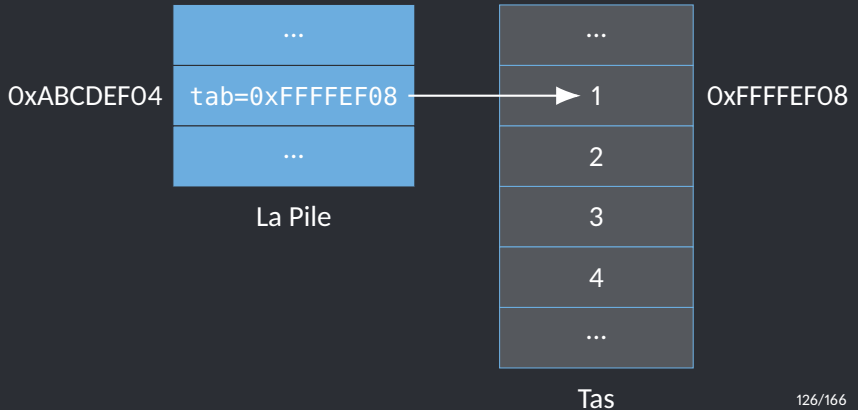 ...
...
0xABCDEF04 tab=0xFFFFEF08 1 0xFFFFEF08
...
2
La Pile
3
4
...
Tas
126/166